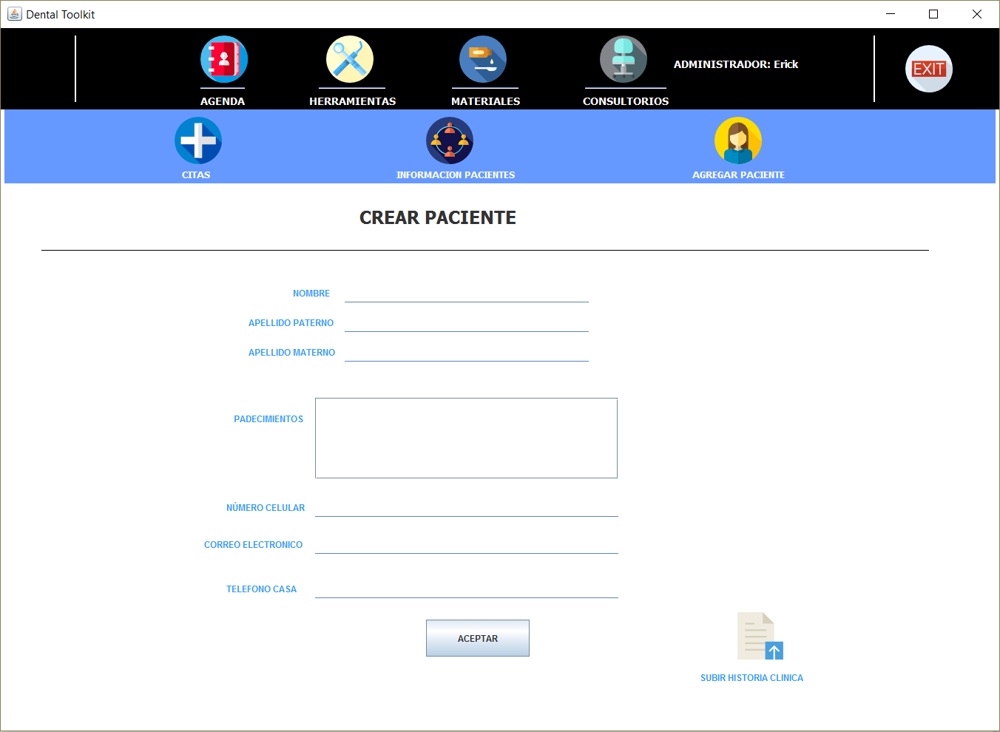 Dental Toolkit
AGENDA
HERRAMIENTAS
MATERIALES
CONSULTORIOS
ADMINISTRADOR: Erick
EXIT
CITAS
INFORMACION PACIENTES
AGREGAR PACIENTE
CREAR PACIENTE
NOMBRE
APELLIDO PATERNO
APELLIDO MATERNO
PADECIMIENTOS
NÚMERO CELULAR
CORREO ELECTRONICO
TELEFONO CASA
ACEPTAR
SUBIR HISTORIA CLINICA